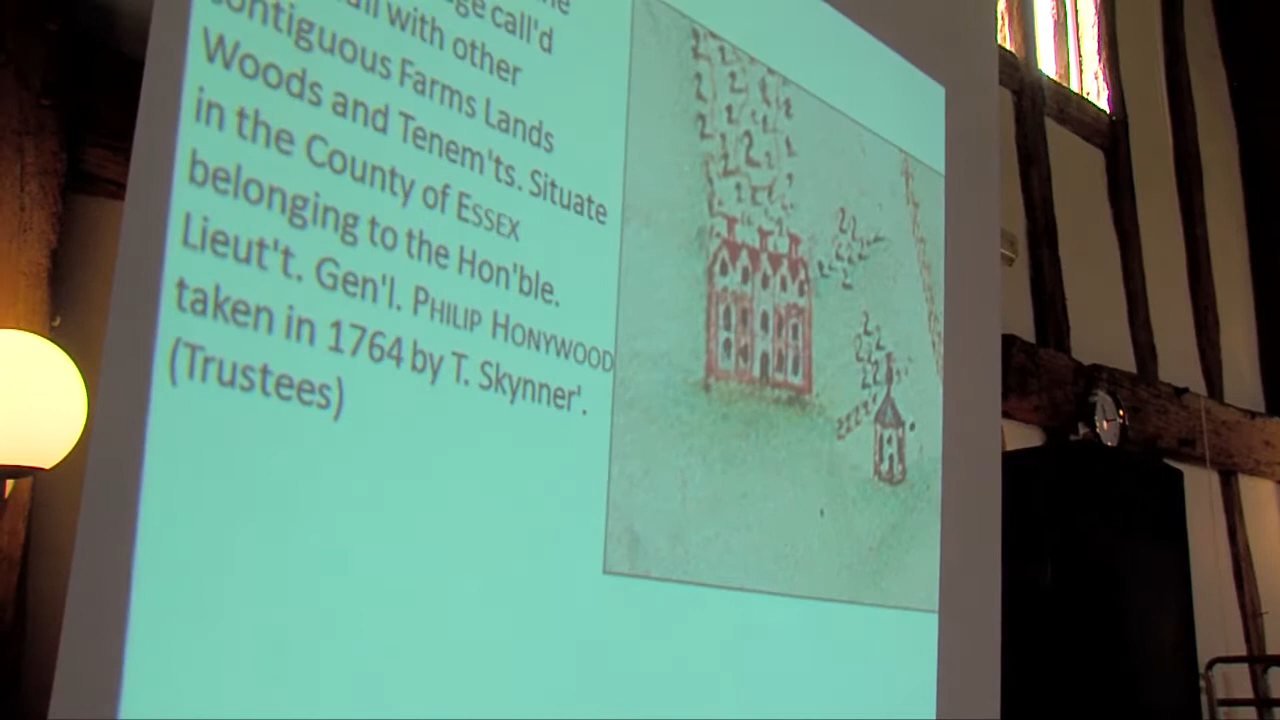 call'd
with other
contiguous Farms Lands
Woods and Tenem'ts. Situate
in the County of ESSEX
belonging to the Hon'ble.
Lieut't. Gen'l. PHILIP HONYWOOD
taken in 1764 by T. Skynner'.
(Trustees)